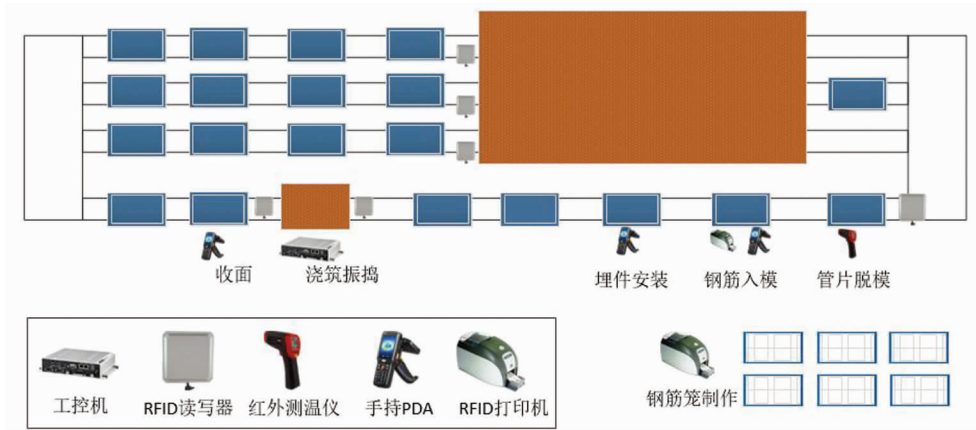 收面
浇筑振捣
埋件安装
钢筋入模
管片脱模
工控机
RFID读写器
红外测温仪
手持PDA
RFID打印机
钢筋笼制作